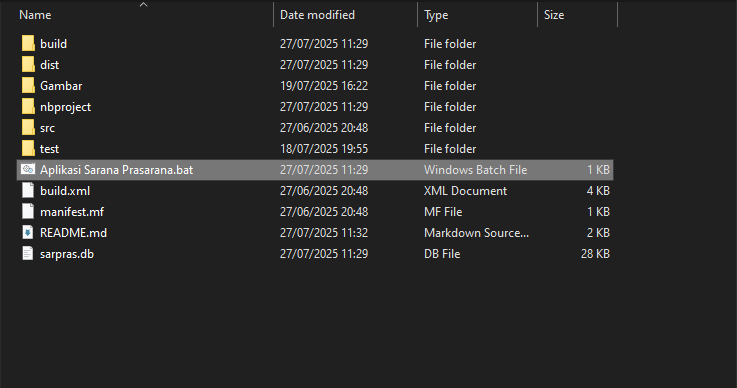 Name Date modified Type Size
build 27/07/2025 11:29 File folder
dist 27/07/2025 11:29 File folder
Gambar 19/07/2025 16:22 File folder
nbproject 27/07/2025 11:29 File folder
src 27/06/2025 20:48 File folder
test 18/07/2025 19:55 File folder
Aplikasi Sarana Prasarana.bat 27/07/2025 11:29 Windows Batch File 1 KB
build.xml 27/06/2025 20:48 XML Document 4 KB
manifest.mf 27/06/2025 20:48 MF File 1 KB
README.md 27/07/2025 11:32 Markdown Source... 2 KB
sarpras.db 27/07/2025 11:29 DB File 28 KB